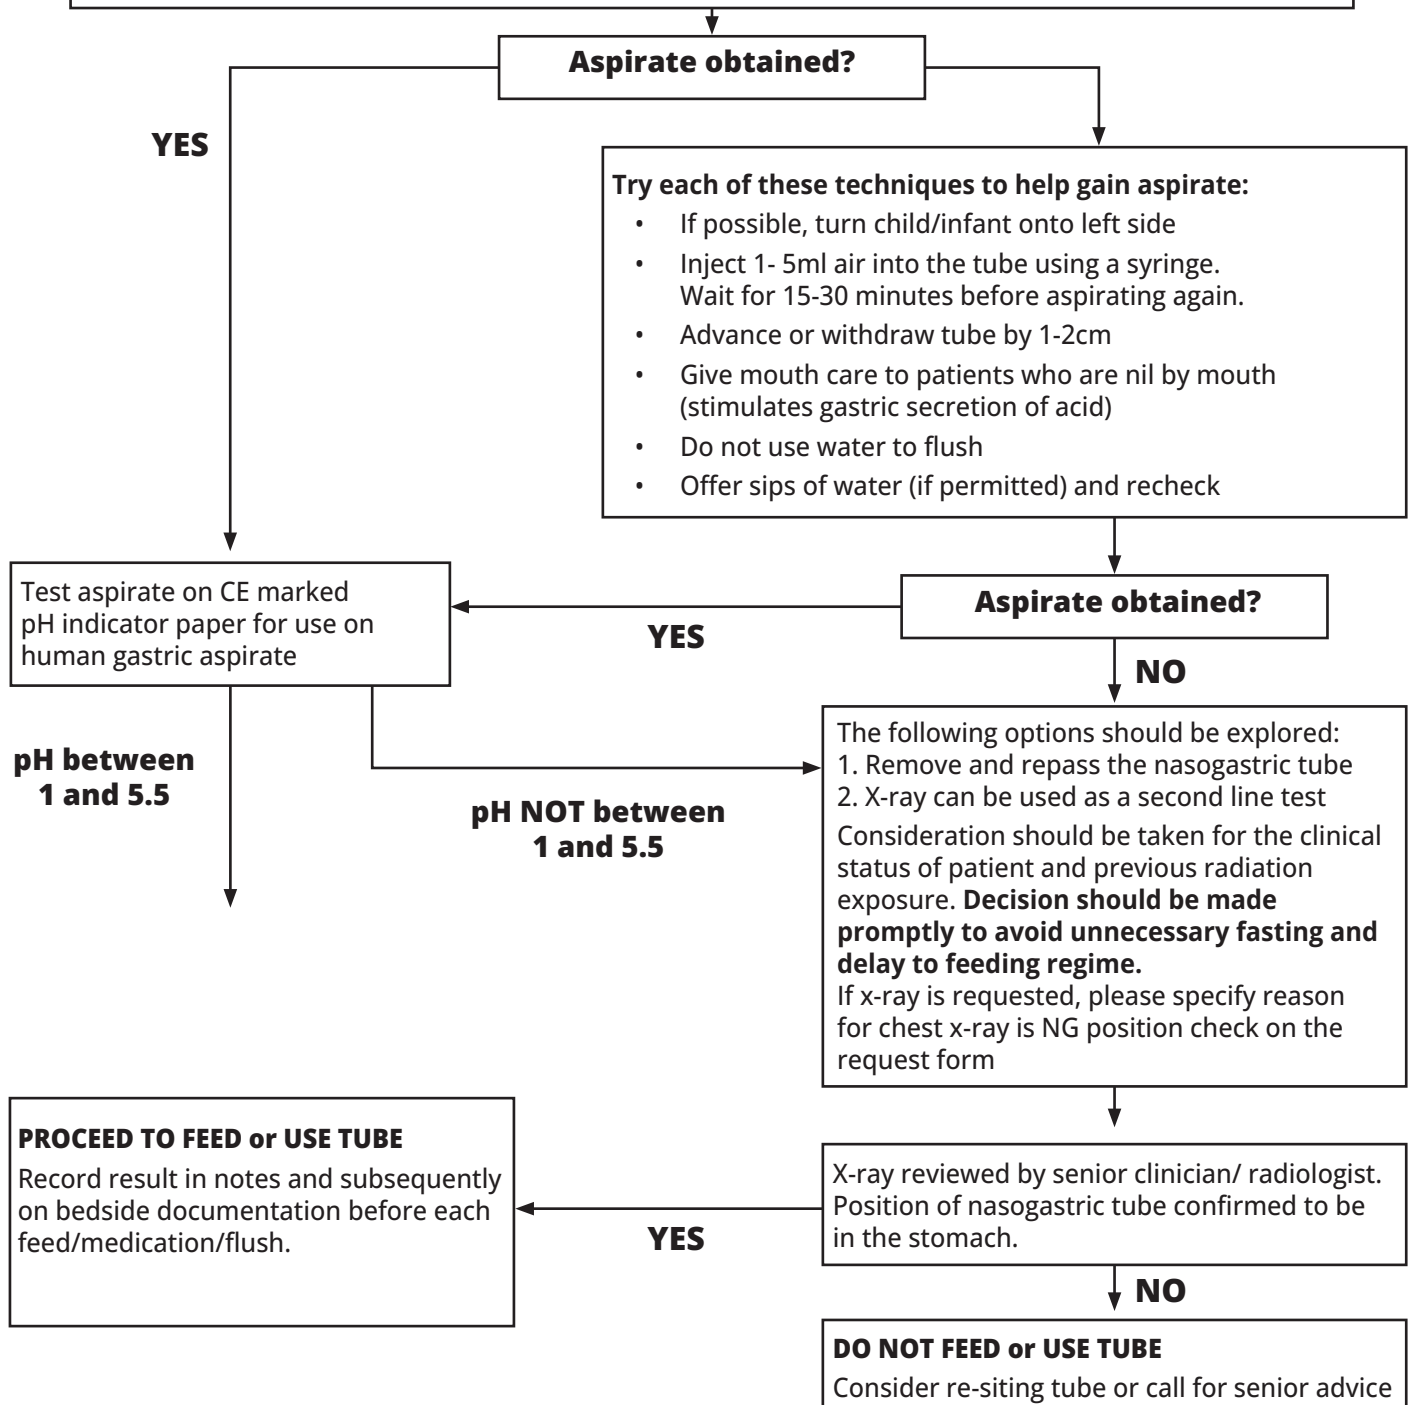 Aspirate obtained?
YES
Try each of these techniques to help gain aspirate:
• If possible, turn child/infant onto left side
• Inject 1- 5ml air into the tube using a syringe.
Wait for 15-30 minutes before aspirating again.
• Advance or withdraw tube by 1-2cm
• Give mouth care to patients who are nil by mouth
(stimulates gastric secretion of acid)
• Do not use water to flush
• Offer sips of water (if permitted) and recheck
Test aspirate on CE marked
pH indicator paper for use on
human gastric aspirate
Aspirate obtained?
YES
NO
pH between
1 and 5.5
pH NOT between
1 and 5.5
The following options should be explored:
1. Remove and repass the nasogastric tube
2. X-ray can be used as a second line test
Consideration should be taken for the clinical
status of patient and previous radiation
exposure. Decision should be made
promptly to avoid unnecessary fasting and
delay to feeding regime.
If x-ray is requested, please specify reason
for chest x-ray is NG position check on the
request form
PROCEED TO FEED or USE TUBE
Record result in notes and subsequently
on bedside documentation before each
feed/medication/flush.
X-ray reviewed by senior clinician/ radiologist.
Position of nasogastric tube confirmed to be
in the stomach.
YES
NO
DO NOT FEED or USE TUBE
Consider re-siting tube or call for senior advice